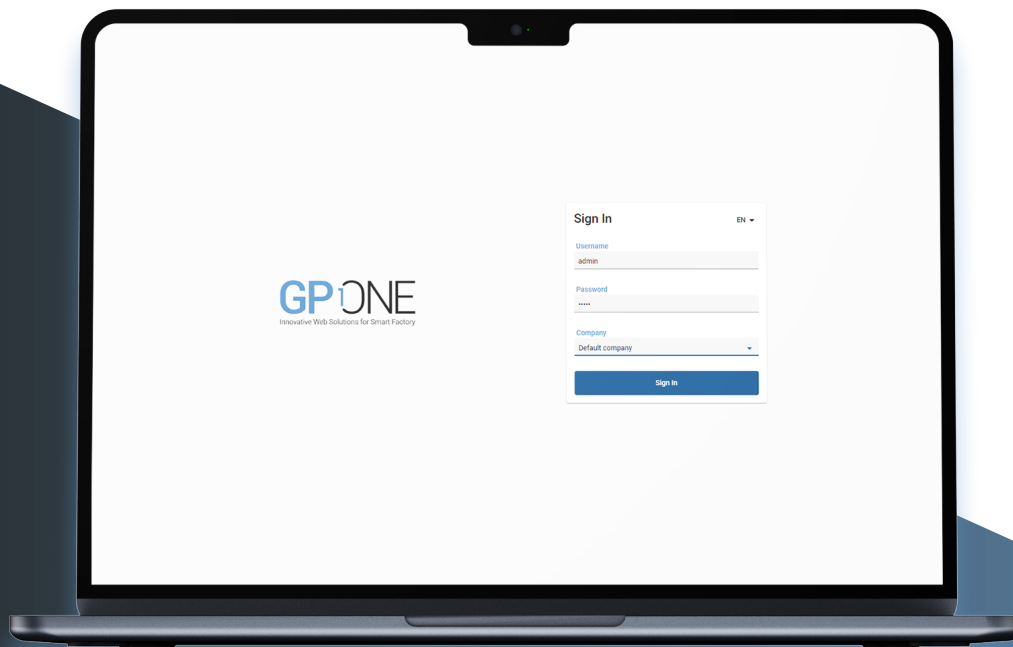 Sign In
EN
Username
admin
Password
•••••
Company
Default company
Sign In
GP1ONE
Innovative Web Solutions for Smart Factory